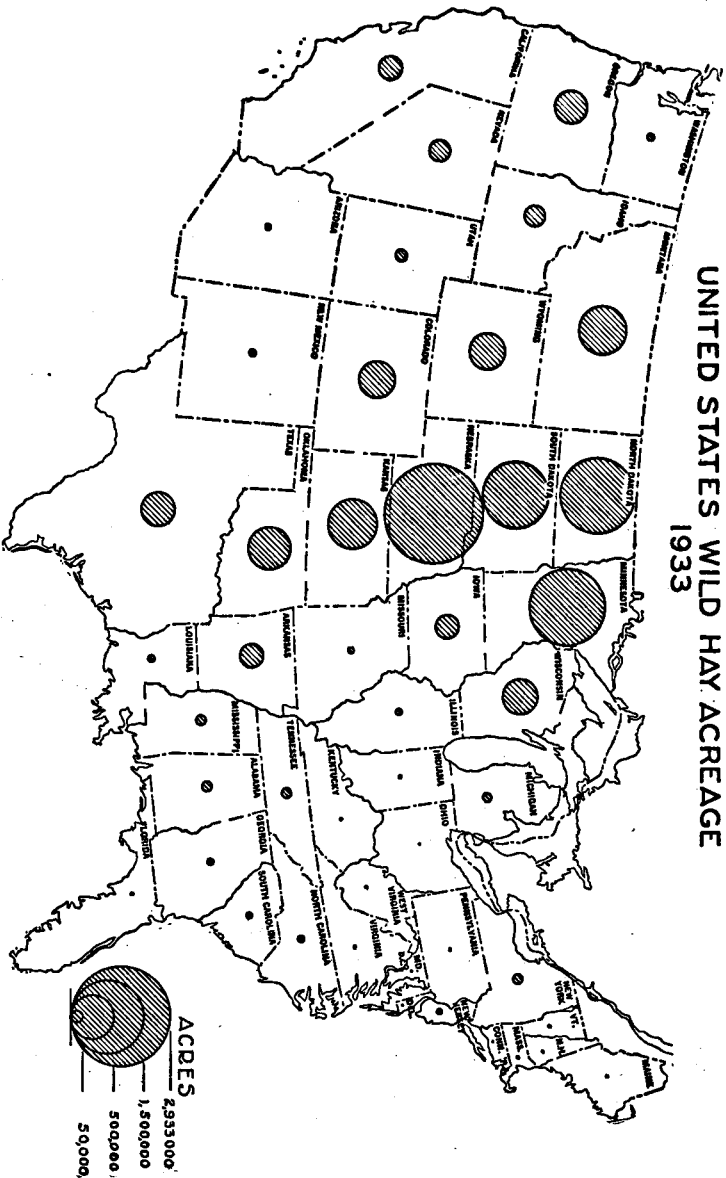 UNITED STATES WILD HAY ACREAGE
1933
WASHINGTON
OREGON
CALIFORNIA
NEVADA
IDAHO
MONTANA
WYOMING
UTAH
ARIZONA
COLORADO
NEW MEXICO
NORTH DAKOTA
SOUTH DAKOTA
NEBRASKA
KANSAS
OKLAHOMA
TEXAS
MINNESOTA
IOWA
MISSOURI
ARKANSAS
LOUISIANA
WISCONSIN
ILLINOIS
MICHIGAN
INDIANA
OHIO
KENTUCKY
TENNESSEE
MISSISSIPPI
ALABAMA
GEORGIA
FLORIDA
SOUTH CAROLINA
NORTH CAROLINA
VIRGINIA
WEST
VIRGINIA
MD.
DEL.
PENNSYLVANIA
NEW
JERSEY
NEW
YORK
VT.
N.H.
MASS.
CONN.
MAINE
ACRES
2,933,000
1,500,000
500,000
50,000